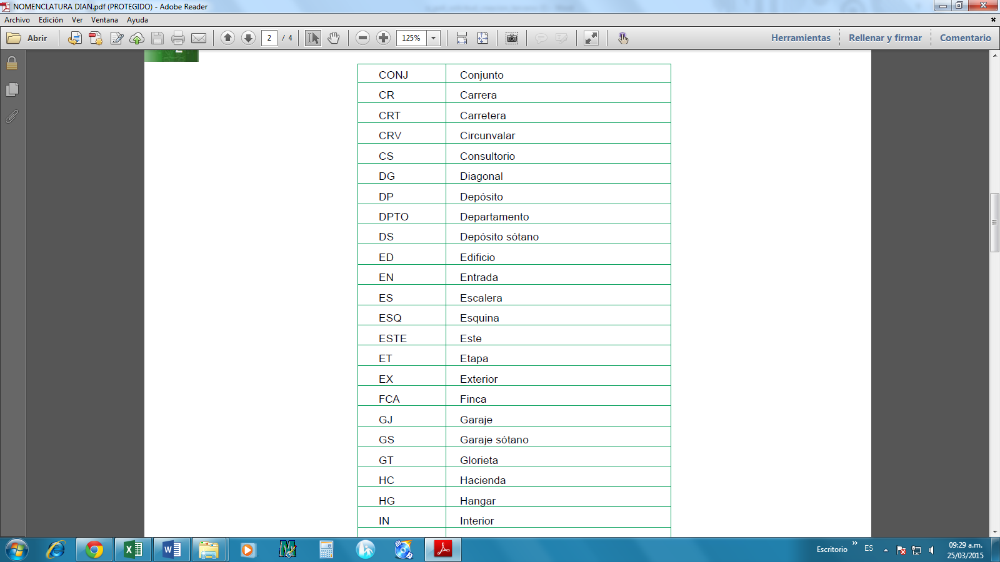 NOMENCLATURA DIAN.pdf (PROTEGIDO) - Adobe Reader
Archivo Edición Ver Ventana Ayuda
Abrir 2 / 4 125% Herramientas Rellenar y firmar Comentario
CONJ Conjunto
CR Carrera
CRT Carretera
CRV Circunvalar
CS Consultorio
DG Diagonal
DP Depósito
DPTO Departamento
DS Depósito sótano
ED Edificio
EN Entrada
ES Escalera
ESQ Esquina
ESTE Este
ET Etapa
EX Exterior
FCA Finca
GJ Garaje
GS Garaje sótano
GT Glorieta
HC Hacienda
HG Hangar
IN Interior
Escritorio » ES 09:29 a.m.
25/03/2015